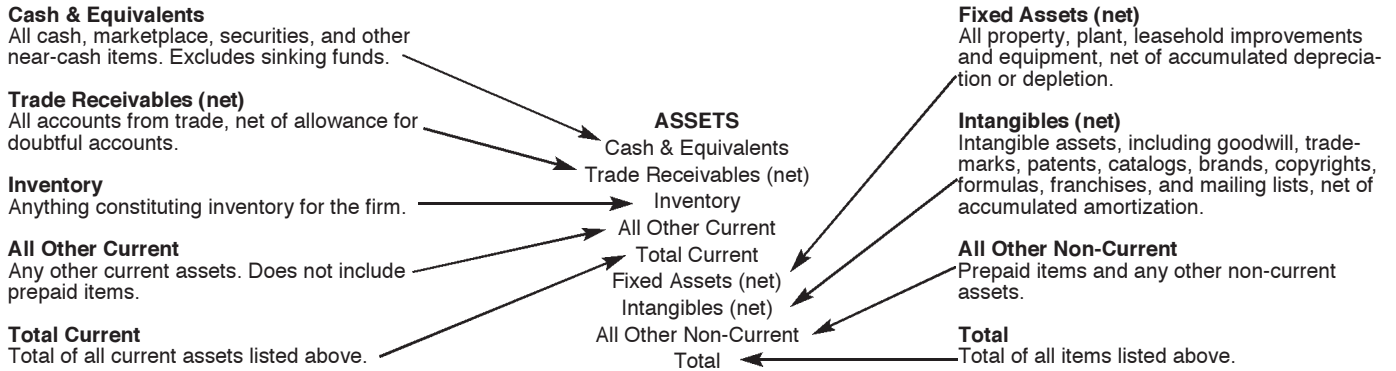 Cash & Equivalents
All cash, marketplace, securities, and other
near-cash items. Excludes sinking funds.
Trade Receivables (net)
All accounts from trade, net of allowance for
doubtful accounts.
Inventory
Anything constituting inventory for the firm.
All Other Current
Any other current assets. Does not include
prepaid items.
Total Current
Total of all current assets listed above.
ASSETS
Cash & Equivalents
Trade Receivables (net)
Inventory
All Other Current
Total Current
Fixed Assets (net)
Intangibles (net)
All Other Non-Current
Total
Fixed Assets (net)
All property, plant, leasehold improvements
and equipment, net of accumulated deprecia-
tion or depletion.
Intangibles (net)
Intangible assets, including goodwill, trade-
marks, patents, catalogs, brands, copyrights,
formulas, franchises, and mailing lists, net of
accumulated amortization.
All Other Non-Current
Prepaid items and any other non-current
assets.
Total
Total of all items listed above.